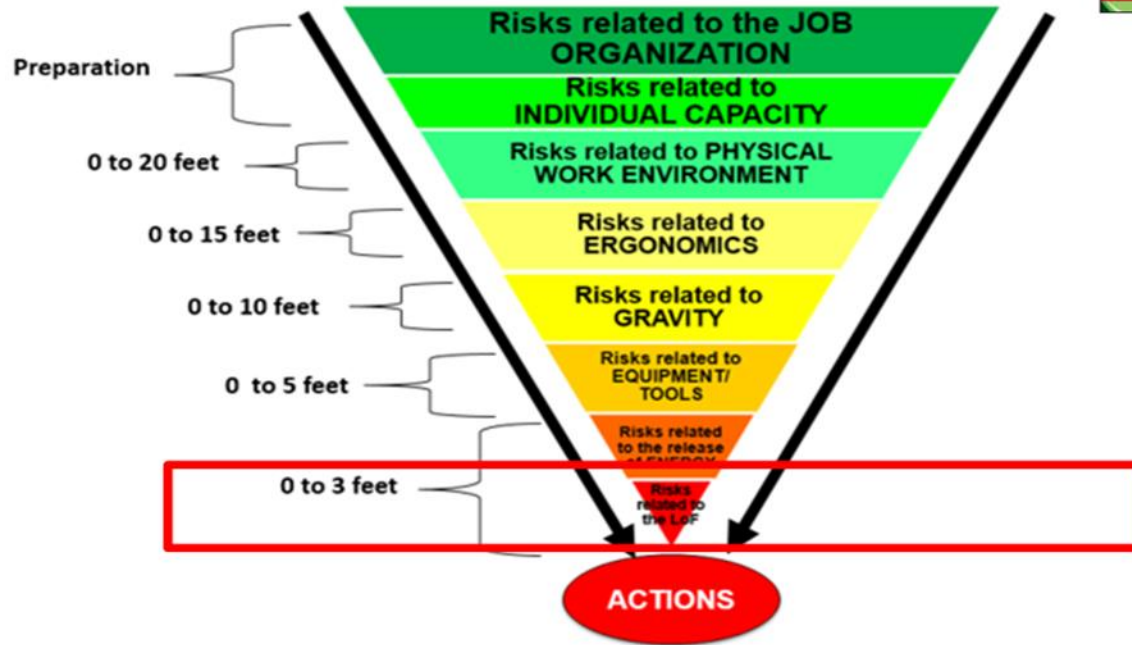 Preparation
Risks related to the JOB
ORGANIZATION
Risks related to
INDIVIDUAL CAPACITY
0 to 20 feet
Risks related to PHYSICAL
WORK ENVIRONMENT
0 to 15 feet
Risks related to
ERGONOMICS
0 to 10 feet
Risks related to
GRAVITY
0 to 5 feet
Risks related to
EQUIPMENT/
TOOLS
0 to 3 feet
Risks related
to the release
of ENERGY
Risks
related to
the LoF
ACTIONS